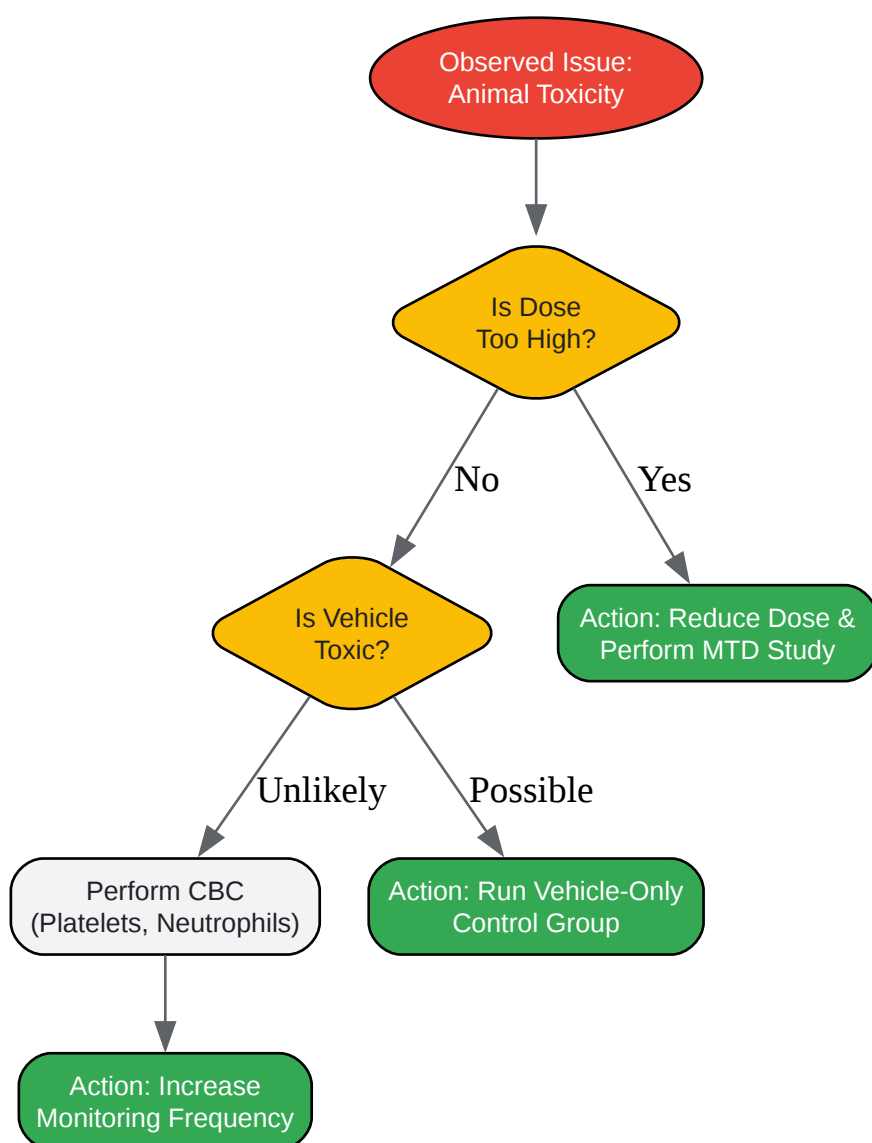 Observed Issue:
Animal Toxicity
Is Dose
Too High?
No
Yes
Is Vehicle
Toxic?
Action: Reduce Dose &
Perform MTD Study
Unlikely
Possible
Perform CBC
(Platelets, Neutrophils)
Action: Run Vehicle-Only
Control Group
Action: Increase
Monitoring Frequency